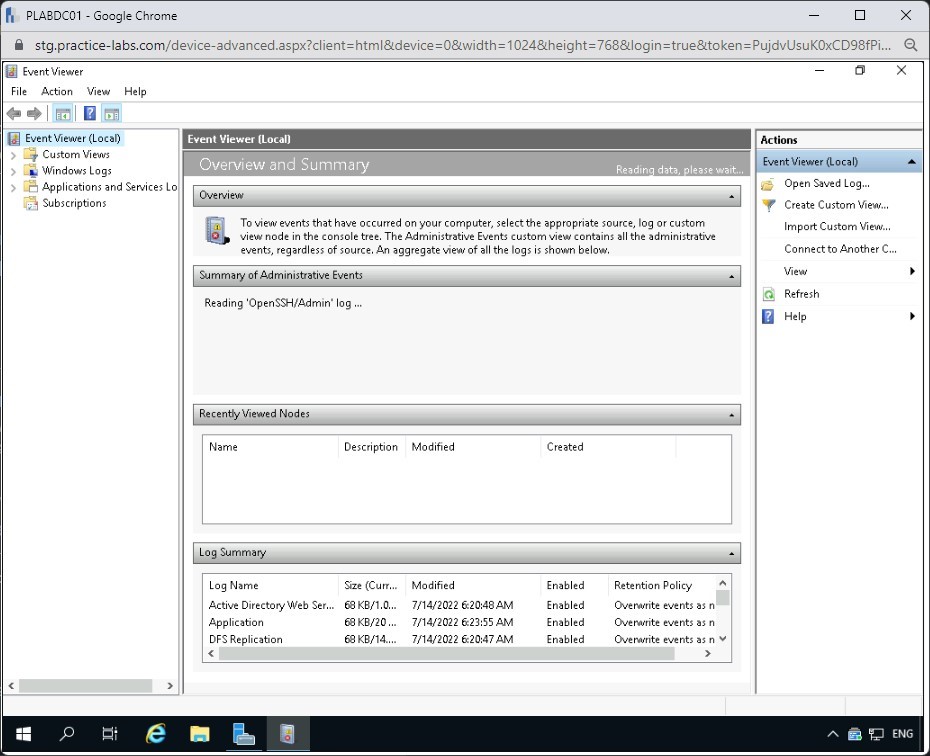 PLABDC01 - Google Chrome
stg.practice-labs.com/device-advanced.aspx?client=html&device=0&width=1024&height=768&login=true&token=PujdvUsuK0xCD98fPi...
Event Viewer
File Action View Help
Event Viewer (Local)
Custom Views
Windows Logs
Applications and Services Lo
Subscriptions
Event Viewer (Local)
Overview and Summary
Reading data, please wait...
Overview
To view events that have occurred on your computer, select the appropriate source, log or custom
view node in the console tree. The Administrative Events custom view contains all the administrative
events, regardless of source. An aggregate view of all the logs is shown below.
Summary of Administrative Events
Reading 'OpenSSH/Admin' log ...
Recently Viewed Nodes
Name Description Modified Created
Log Summary
Log Name Size (Curr... Modified Enabled Retention Policy
Active Directory Web Ser... 68 KB/1.0... 7/14/2022 6:20:48 AM Enabled Overwrite events as n
Application 68 KB/20 ... 7/14/2022 6:23:55 AM Enabled Overwrite events as n
DFS Replication 68 KB/14.... 7/14/2022 6:20:47 AM Enabled Overwrite events as n
Actions
Event Viewer (Local)
Open Saved Log...
Create Custom View...
Import Custom View...
Connect to Another C...
View
Refresh
Help
ENG